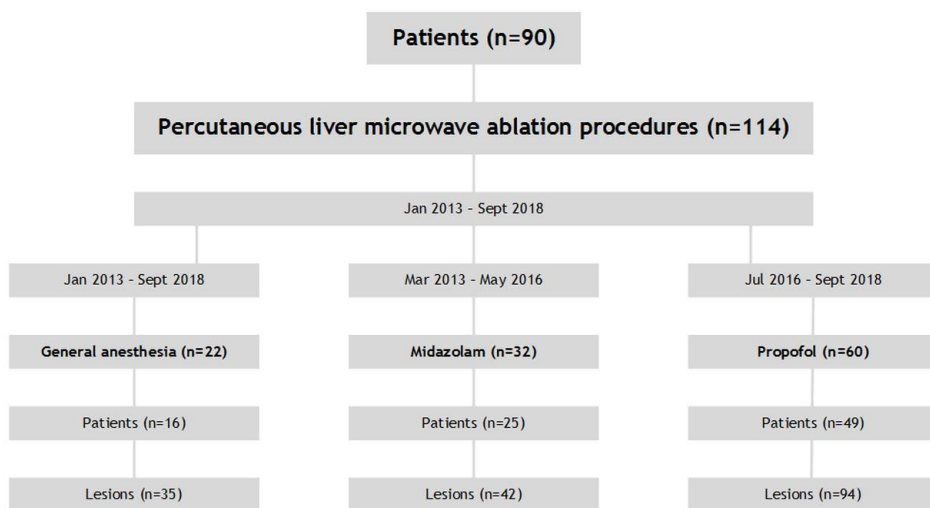 Patients (n=90)
Percutaneous liver microwave ablation procedures (n=114)
Jan 2013 - Sept 2018
Jan 2013 - Sept 2018
Mar 2013 - May 2016
Jul 2016 - Sept 2018
General anesthesia (n=22)
Midazolam (n=32)
Propofol (n=60)
Patients (n=16)
Patients (n=25)
Patients (n=49)
Lesions (n=35)
Lesions (n=42)
Lesions (n=94)